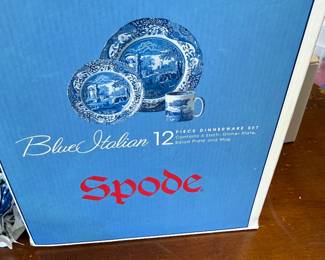 Blue Italian 12 PIECE DINNERWARE SET
Contains 4 Each: Dinner Plate,
Salad Plate and Mug
Spode